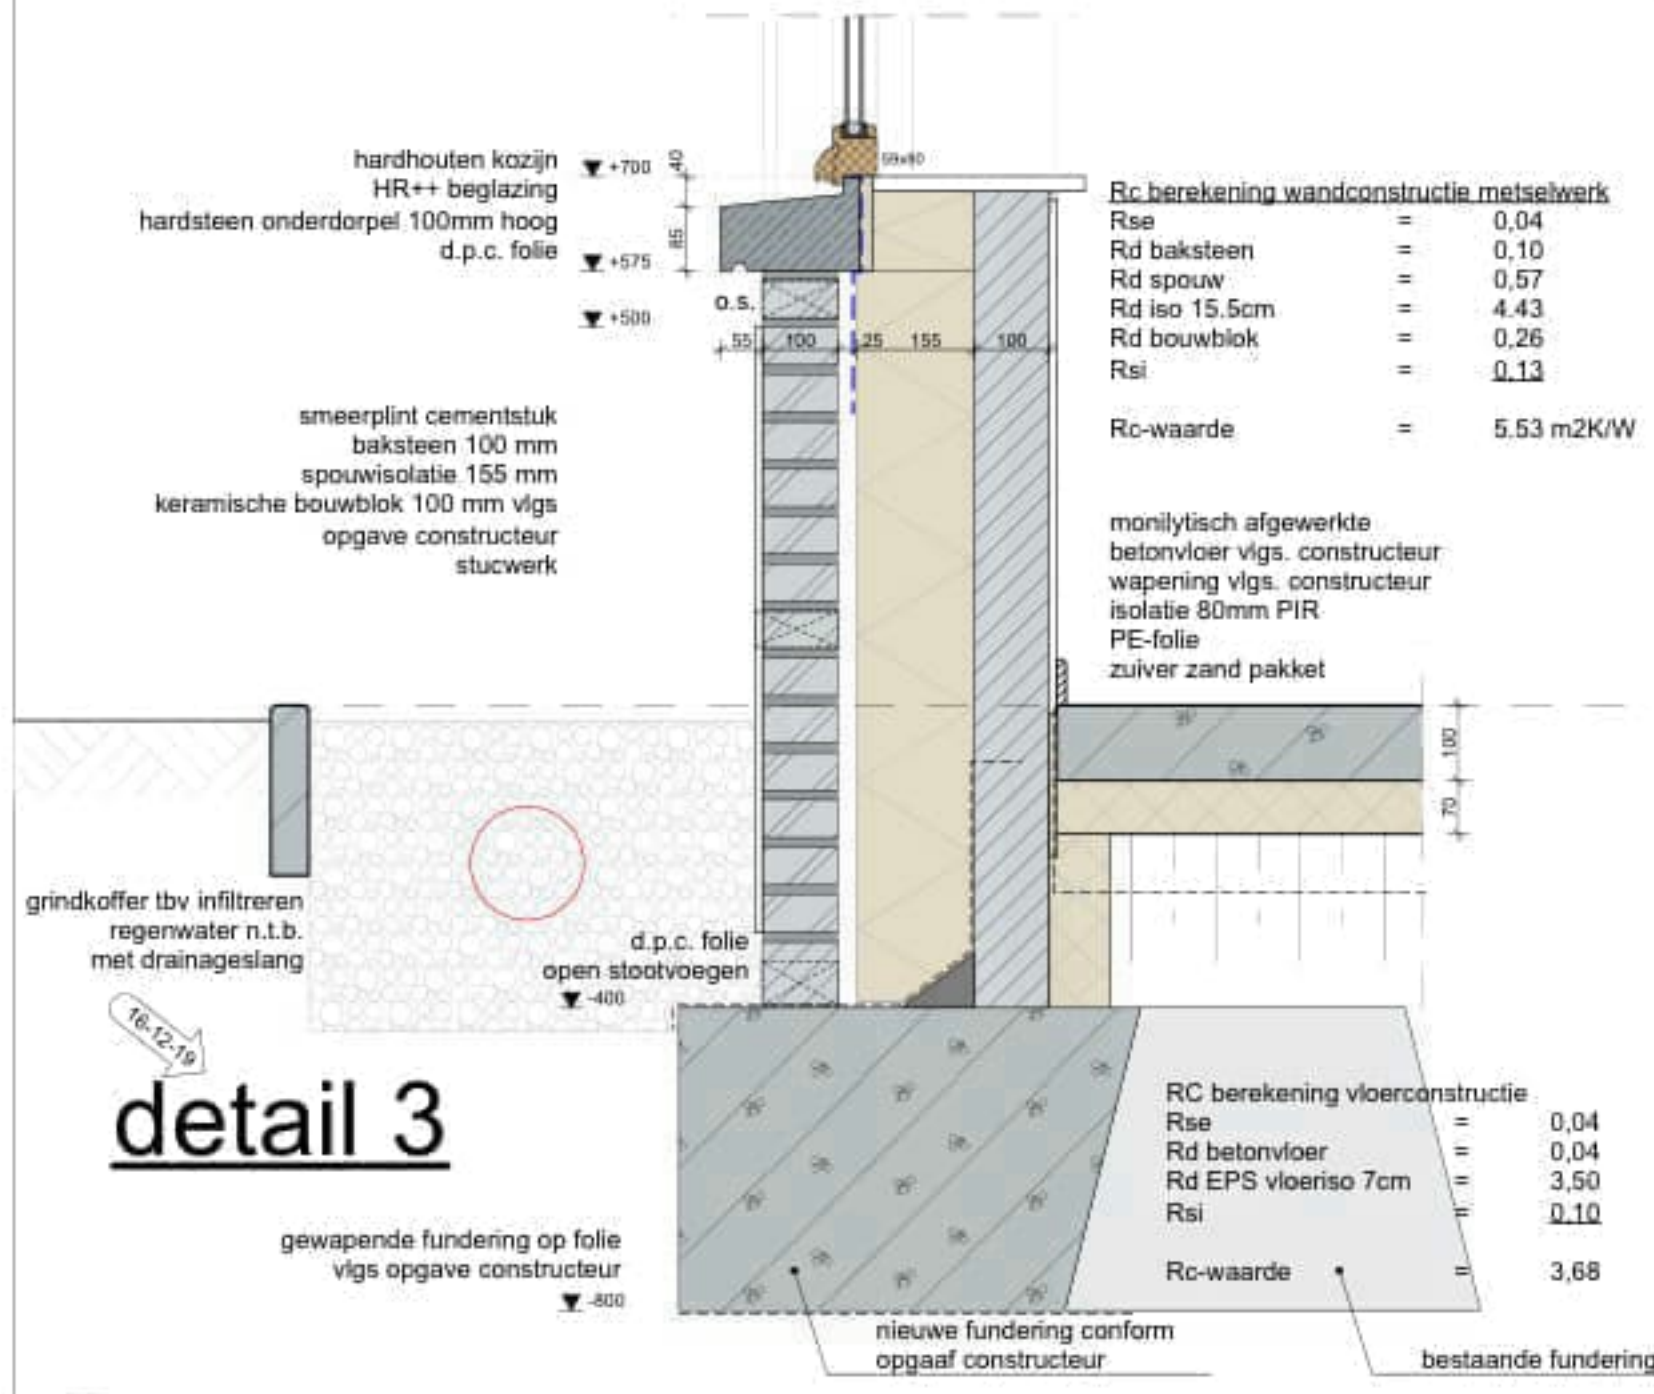 hardhouten kozijn
HR++ beglazing
hardsteen onderdorpel 100mm hoog
d.p.c. folie
+700
+575
+500
40
85
59x80
o.s.
55 100 25 155 100
Rc berekening wandconstructie metselwerk
Rse = 0,04
Rd baksteen = 0,10
Rd spouw = 0,57
Rd iso 15.5cm = 4.43
Rd bouwblok = 0,26
Rsi = 0,13
Rc-waarde = 5.53 m2K/W
smeerplint cementstuk
baksteen 100 mm
spouwisolatie 155 mm
keramische bouwblok 100 mm vlgs
opgave constructeur
stucwerk
monilytisch afgewerkte
betonvloer vlgs. constructeur
wapening vlgs. constructeur
isolatie 80mm PIR
PE-folie
zuiver zand pakket
100
70
grindkoffer tbv infiltreren
regenwater n.t.b.
met drainageslang
d.p.c. folie
open stootvoegen
-400
16-12-19
detail 3
RC berekening vloerconstructie
Rse = 0,04
Rd betonvloer = 0,04
Rd EPS vloeriso 7cm = 3,50
Rsi = 0,10
Rc-waarde = 3,68
gewapende fundering op folie
vlgs opgave constructeur
-800
nieuwe fundering conform
opgaaf constructeur
bestaande fundering